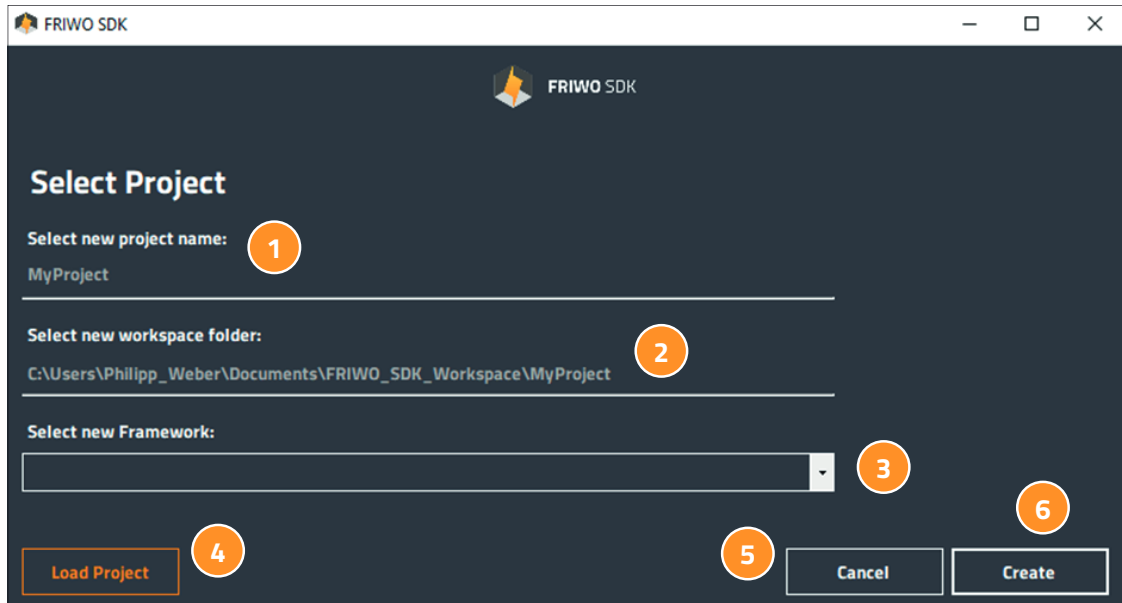 FRIWO SDK
FRIWO SDK
Select Project
Select new project name:
1
MyProject
Select new workspace folder:
2
C:\Users\Philipp_Weber\Documents\FRIWO_SDK_Workspace\MyProject
Select new Framework:
3
6
4
5
Load Project
Cancel
Create